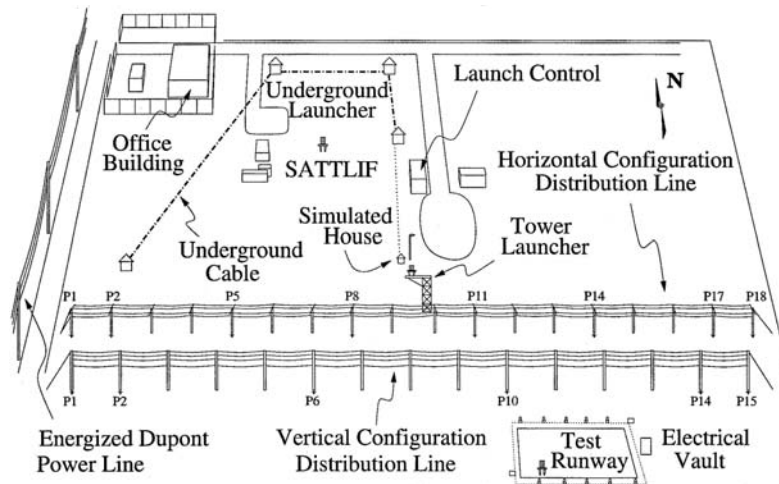 Launch Control
N
Underground
Launcher
Office
Building
SATTLIF
Horizontal Configuration
Distribution Line
Simulated
House
Tower
Launcher
Underground
Cable
P1 P2 P5 P8 P11 P14 P17 P18
P1 P2 P6 P10 P14 P15
Energized Dupont
Power Line
Vertical Configuration
Distribution Line
Test
Runway
Electrical
Vault